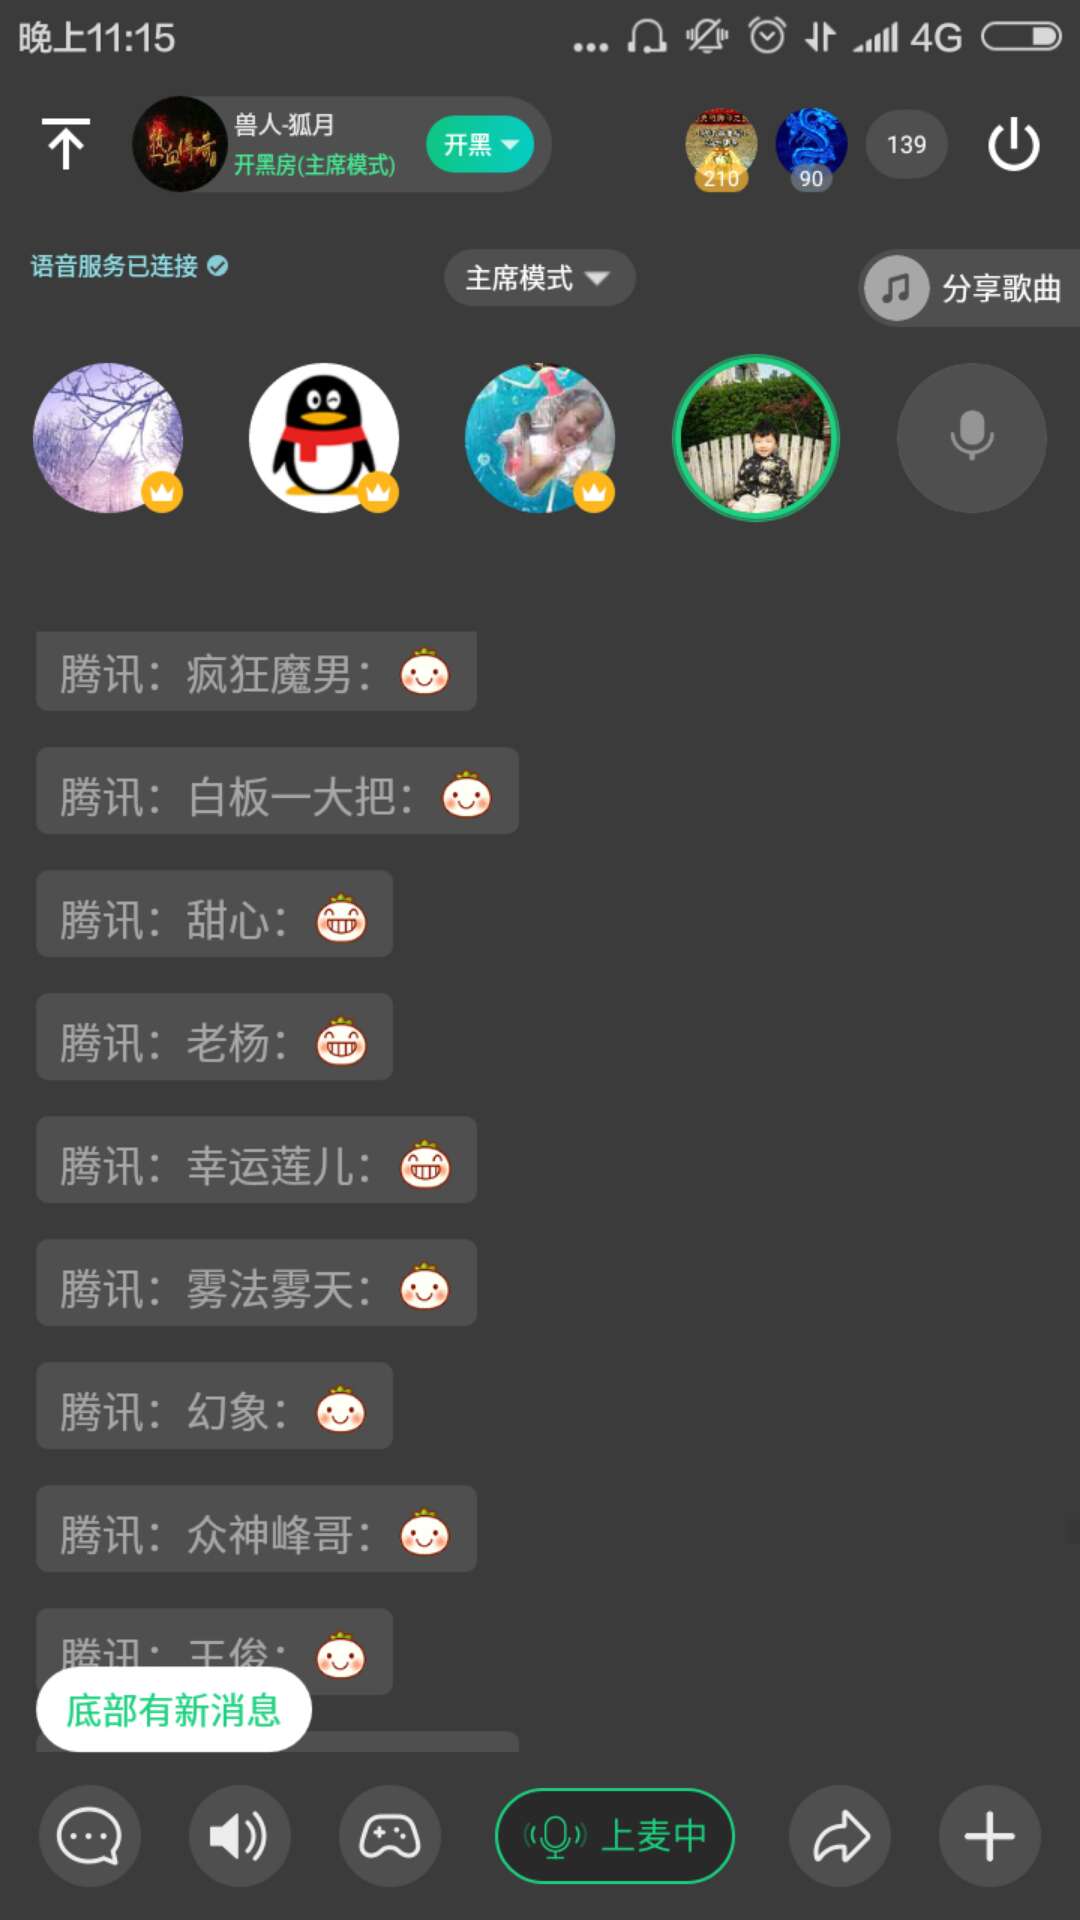 晚上11:15
4G
热血传奇
兽人-狐月
开黑房(主席模式)
开黑
210
90
139
语音服务已连接
主席模式
分享歌曲
腾讯：疯狂魔男：
腾讯：白板一大把：
腾讯：甜心：
腾讯：老杨：
腾讯：幸运莲儿：
腾讯：雾法雾天：
腾讯：幻象：
腾讯：众神峰哥：
腾讯：王俊：
底部有新消息
上麦中